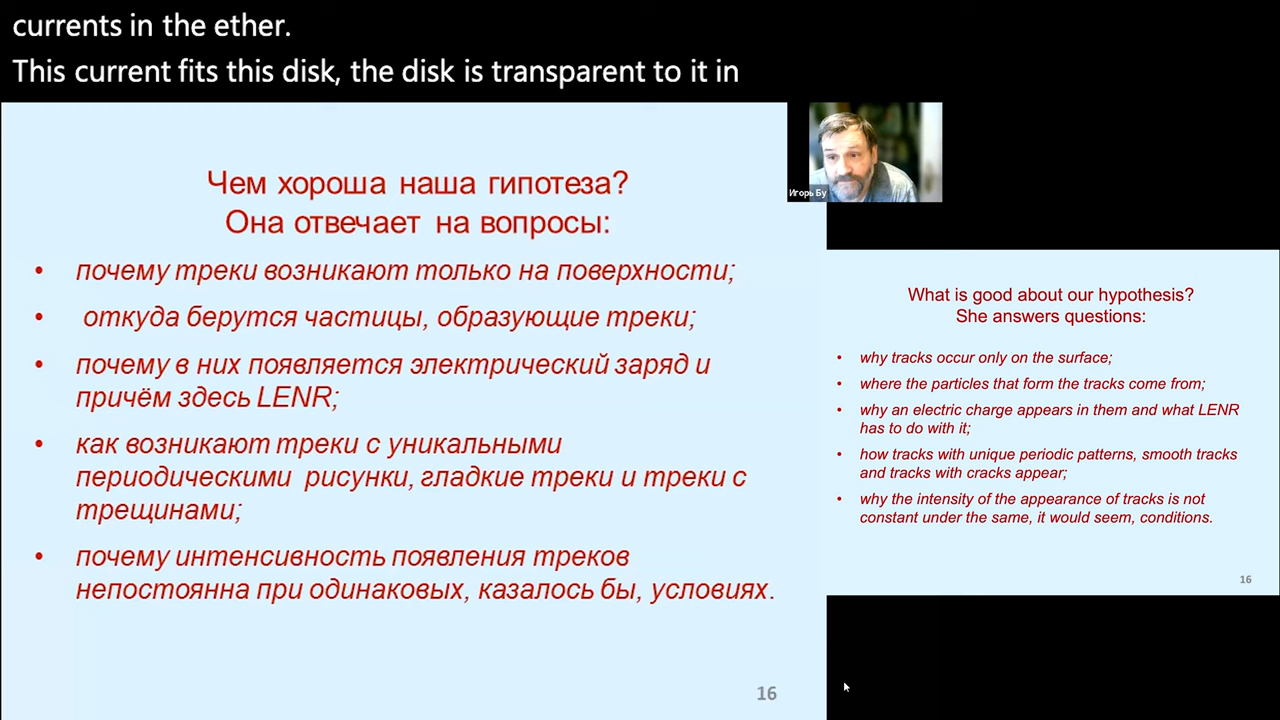 currents in the ether.
This current fits this disk, the disk is transparent to it in
Чем хороша наша гипотеза?
Она отвечает на вопросы:
• почему треки возникают только на поверхности;
• откуда берутся частицы, образующие треки;
• почему в них появляется электрический заряд и
причём здесь LENR;
• как возникают треки с уникальными
периодическими рисунки, гладкие треки и треки с
трещинами;
• почему интенсивность появления треков
непостоянна при одинаковых, казалось бы, условиях.
16
Игорь Бу
What is good about our hypothesis?
She answers questions:
• why tracks occur only on the surface;
• where the particles that form the tracks come from;
• why an electric charge appears in them and what LENR
has to do with it;
• how tracks with unique periodic patterns, smooth tracks
and tracks with cracks appear;
• why the intensity of the appearance of tracks is not
constant under the same, it would seem, conditions.
16